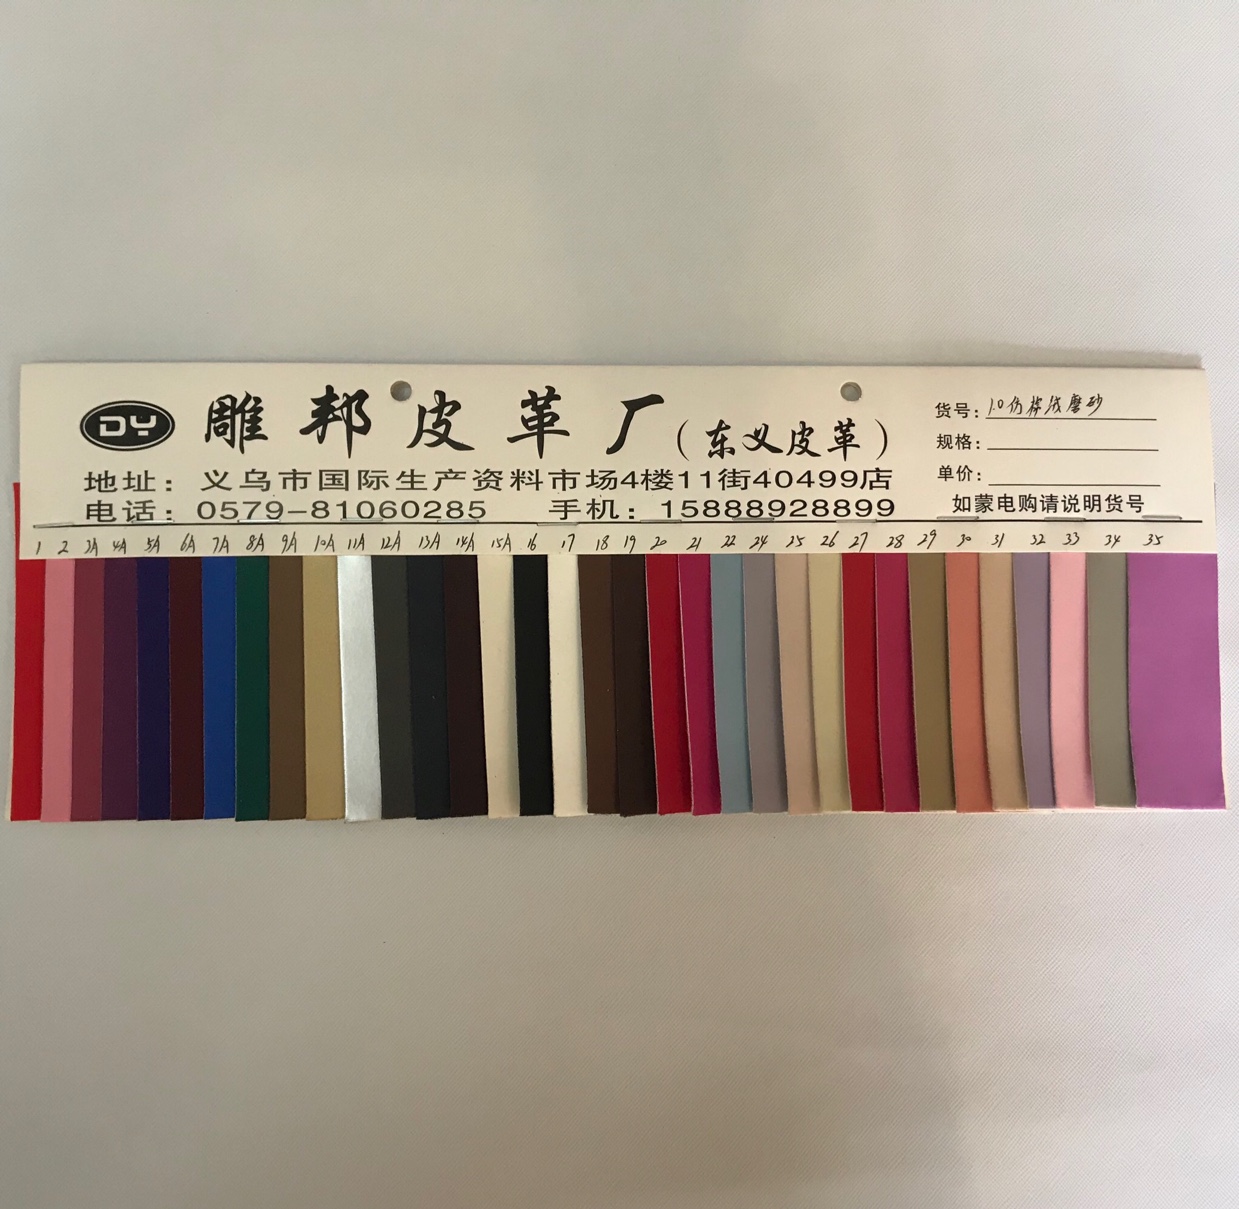 DY 雕邦皮革厂（东义皮革）
地址：义乌市国际生产资料市场4楼11街40499店
电话：0579-81060285 手机：15888928899
货号：1.0仿棉绒磨砂
规格：
单价：
如蒙电购请说明货号
1 2 3A 4A 5A 6A 7A 8A 9A 10A 11A 12A 13A 14A 15A 16 17 18 19 20 21 22 24 25 26 27 28 29 30 31 32 33 34 35